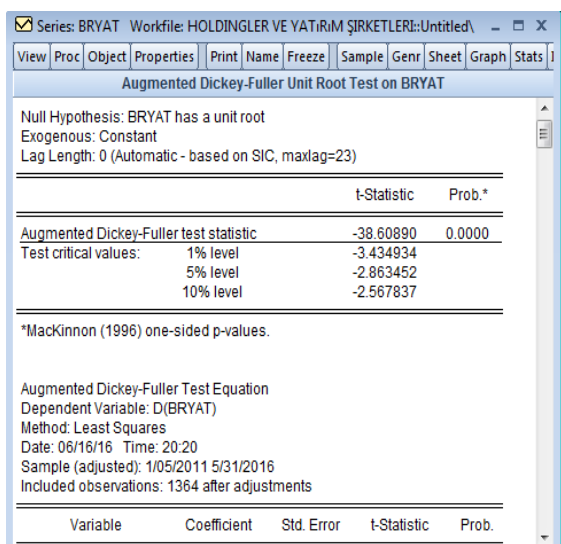 Series: BRYAT Workfile: HOLDINGLER VE YATıRıM ŞIRKETLERI::Untitled\
View Proc Object Properties Print Name Freeze Sample Genr Sheet Graph Stats
Augmented Dickey-Fuller Unit Root Test on BRYAT
Null Hypothesis: BRYAT has a unit root
Exogenous: Constant
Lag Length: 0 (Automatic - based on SIC, maxlag=23)
t-Statistic Prob.*
Augmented Dickey-Fuller test statistic -38.60890 0.0000
Test critical values: 1% level -3.434934
5% level -2.863452
10% level -2.567837
*MacKinnon (1996) one-sided p-values.
Augmented Dickey-Fuller Test Equation
Dependent Variable: D(BRYAT)
Method: Least Squares
Date: 06/16/16 Time: 20:20
Sample (adjusted): 1/05/2011 5/31/2016
Included observations: 1364 after adjustments
Variable Coefficient Std. Error t-Statistic Prob.